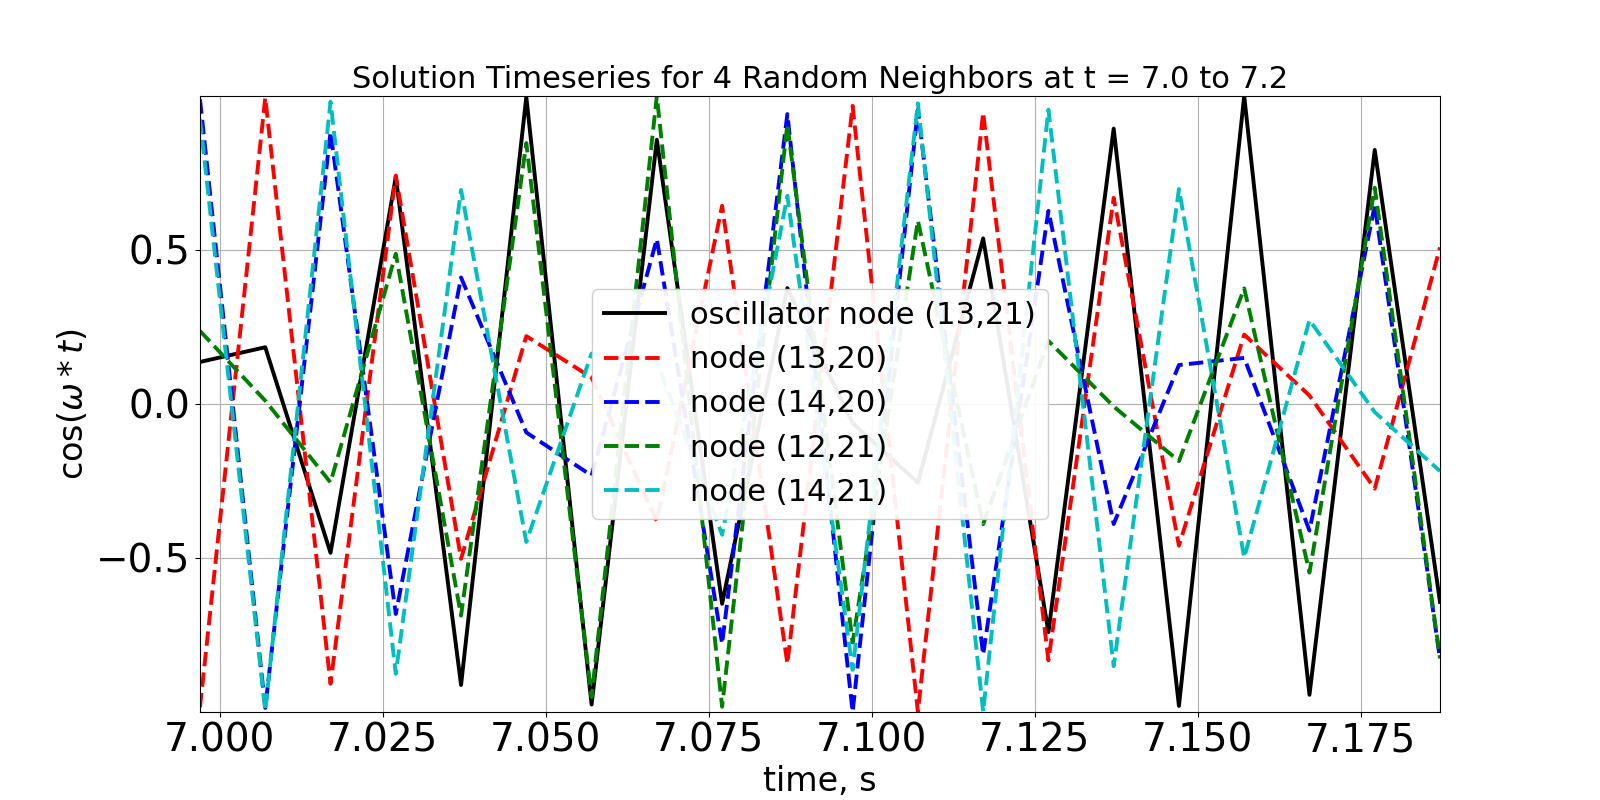 Solution Timeseries for 4 Random Neighbors at t = 7.0 to 7.2
cos(ω * t)
0.5
0.0
−0.5
oscillator node (13,21)
node (13,20)
node (14,20)
node (12,21)
node (14,21)
7.000 7.025 7.050 7.075 7.100 7.125 7.150 7.175
time, s